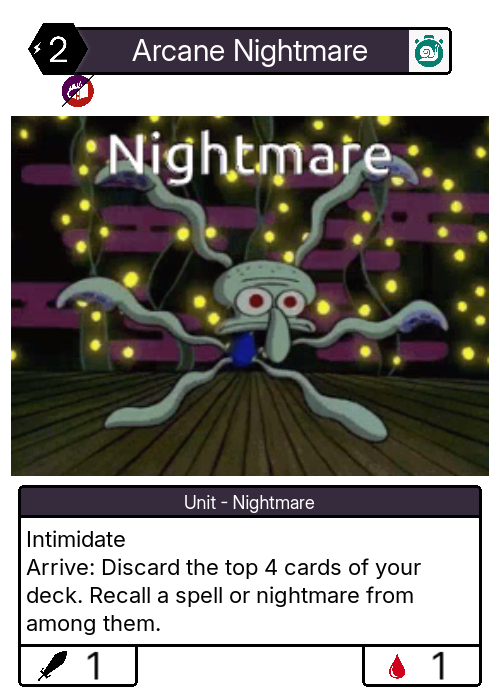 2 Arcane Nightmare
Nightmare
Unit - Nightmare
Intimidate
Arrive: Discard the top 4 cards of your
deck. Recall a spell or nightmare from
among them.
1 1